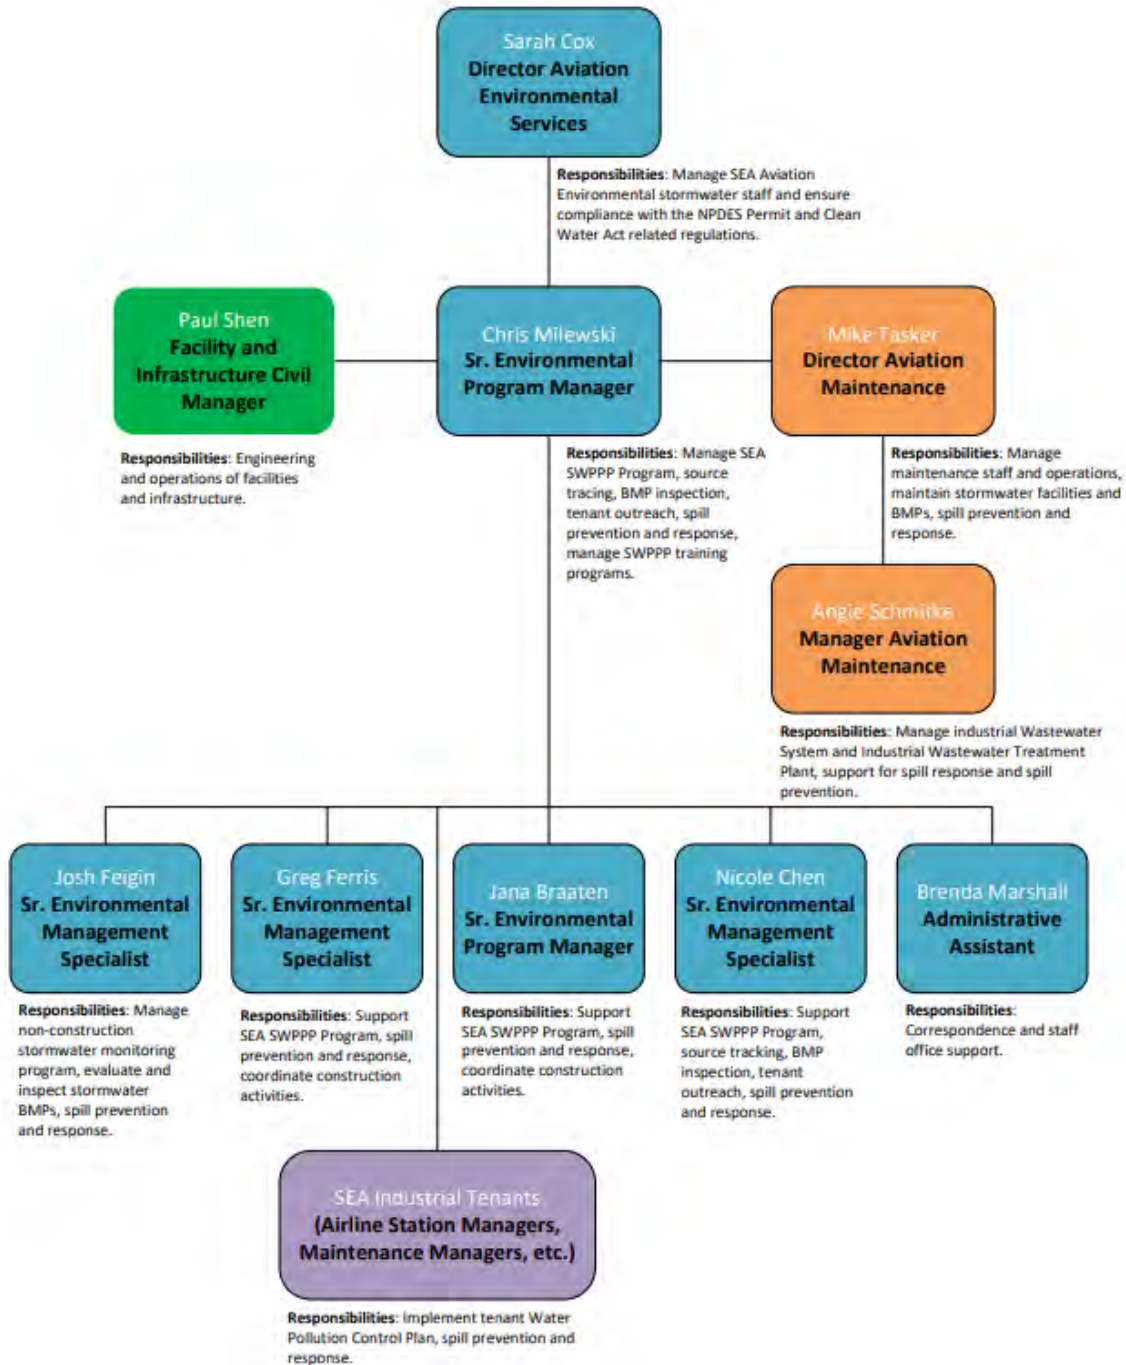 Sarah Cox
Director Aviation
Environmental
Services
Responsibilities: Manage SEA Aviation
Environmental stormwater staff and ensure
compliance with the NPDES Permit and Clean
Water Act related regulations.
Paul Shen
Facility and
Infrastructure Civil
Manager
Responsibilities: Engineering
and operations of facilities
and infrastructure.
Chris Milewski
Sr. Environmental
Program Manager
Responsibilities: Manage SEA
SWPPP Program, source
tracing, BMP inspection,
tenant outreach, spill
prevention and response,
manage SWPPP training
programs.
Mike Tasker
Director Aviation
Maintenance
Responsibilities: Manage
maintenance staff and operations,
maintain stormwater facilities and
BMPs, spill prevention and
response.
Angie Schmitke
Manager Aviation
Maintenance
Responsibilities: Manage industrial Wastewater
System and Industrial Wastewater Treatment
Plant, support for spill response and spill
prevention.
Josh Feigin
Sr. Environmental
Management
Specialist
Responsibilities: Manage
non-construction
stormwater monitoring
program, evaluate and
inspect stormwater
BMPs, spill prevention
and response.
Greg Ferris
Sr. Environmental
Management
Specialist
Responsibilities: Support
SEA SWPPP Program, spill
prevention and response,
coordinate construction
activities.
Jana Braaten
Sr. Environmental
Program Manager
Responsibilities: Support
SEA SWPPP Program, spill
prevention and response,
coordinate construction
activities.
Nicole Chen
Sr. Environmental
Management
Specialist
Responsibilities: Support
SEA SWPPP Program,
source tracking, BMP
inspection, tenant
outreach, spill prevention
and response.
Brenda Marshall
Administrative
Assistant
Responsibilities:
Correspondence and staff
office support.
SEA Industrial Tenants
(Airline Station Managers,
Maintenance Managers, etc.)
Responsibilities: Implement tenant Water
Pollution Control Plan, spill prevention and
response.